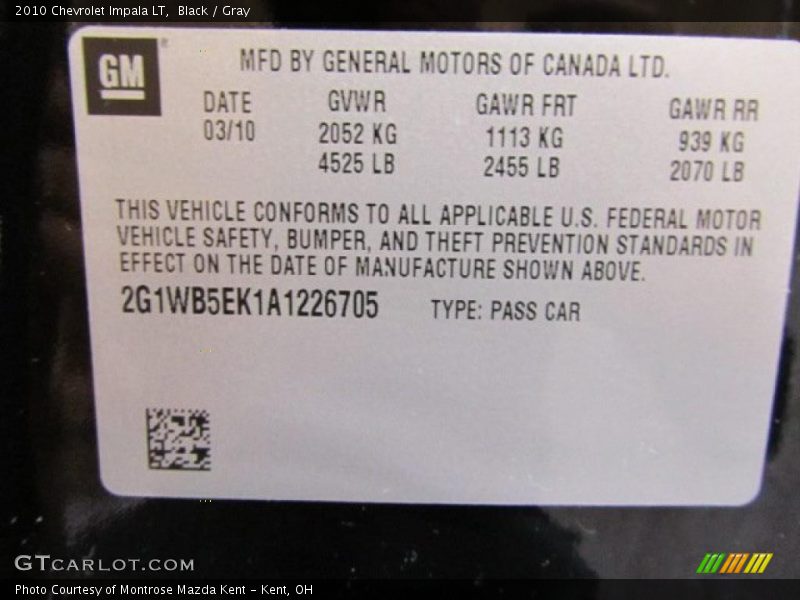 2010 Chevrolet Impala LT, Black / Gray
GM
MFD BY GENERAL MOTORS OF CANADA LTD.
DATE GVWR GAWR FRT GAWR RR
03/10 2052 KG 1113 KG 939 KG
4525 LB 2455 LB 2070 LB
THIS VEHICLE CONFORMS TO ALL APPLICABLE U.S. FEDERAL MOTOR
VEHICLE SAFETY, BUMPER, AND THEFT PREVENTION STANDARDS IN
EFFECT ON THE DATE OF MANUFACTURE SHOWN ABOVE.
2G1WB5EK1A1226705 TYPE: PASS CAR
GTCARLOT.COM
Photo Courtesy of Montrose Mazda Kent - Kent, OH